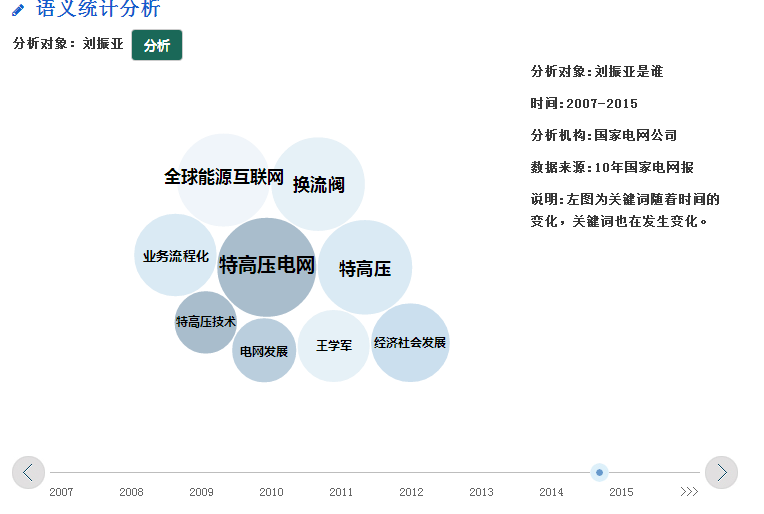 语义统计分析
分析对象：刘振亚 分析
分析对象:刘振亚是谁
时间:2007-2015
分析机构:国家电网公司
数据来源:10年国家电网报
说明:左图为关键词随着时间的
变化，关键词也在发生变化。
全球能源互联网
换流阀
业务流程化
特高压电网
特高压
特高压技术
电网发展
王学军
经济社会发展
2007 2008 2009 2010 2011 2012 2013 2014 2015 >>>